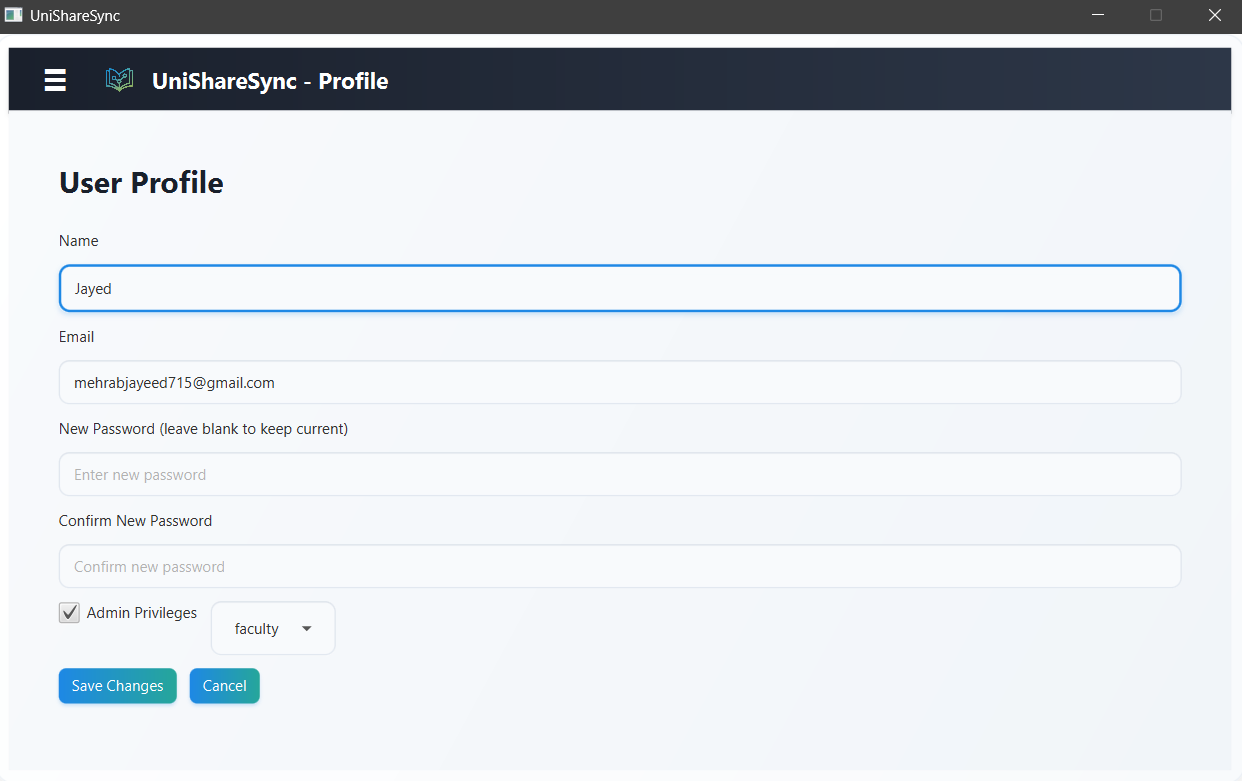 UniShareSync
UniShareSync - Profile
User Profile
Name
Jayed
Email
mehrabjayeed715@gmail.com
New Password (leave blank to keep current)
Enter new password
Confirm New Password
Confirm new password
Admin Privileges faculty
Save Changes Cancel